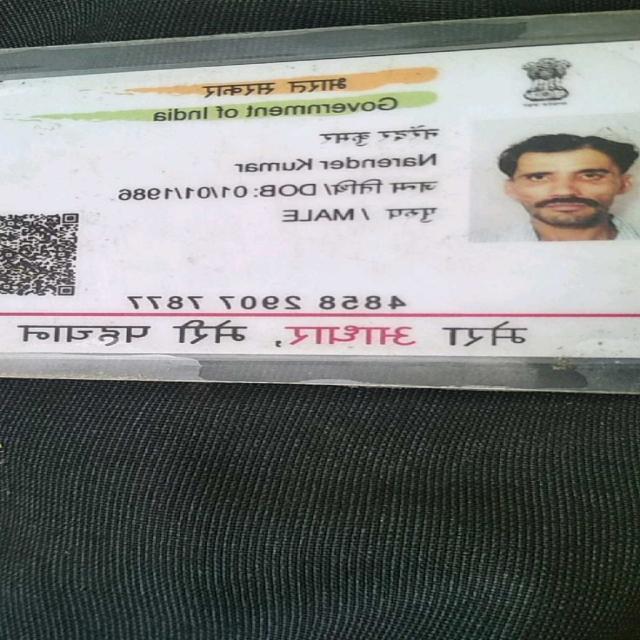 भारत सरकार
Government of India
नरेन्दर कुमार
Narender Kumar
जन्म तिथि/ DOB: 01/01/1986
पुरुष / MALE
4858 2907 7877
मेरा आधार, मेरी पहचान